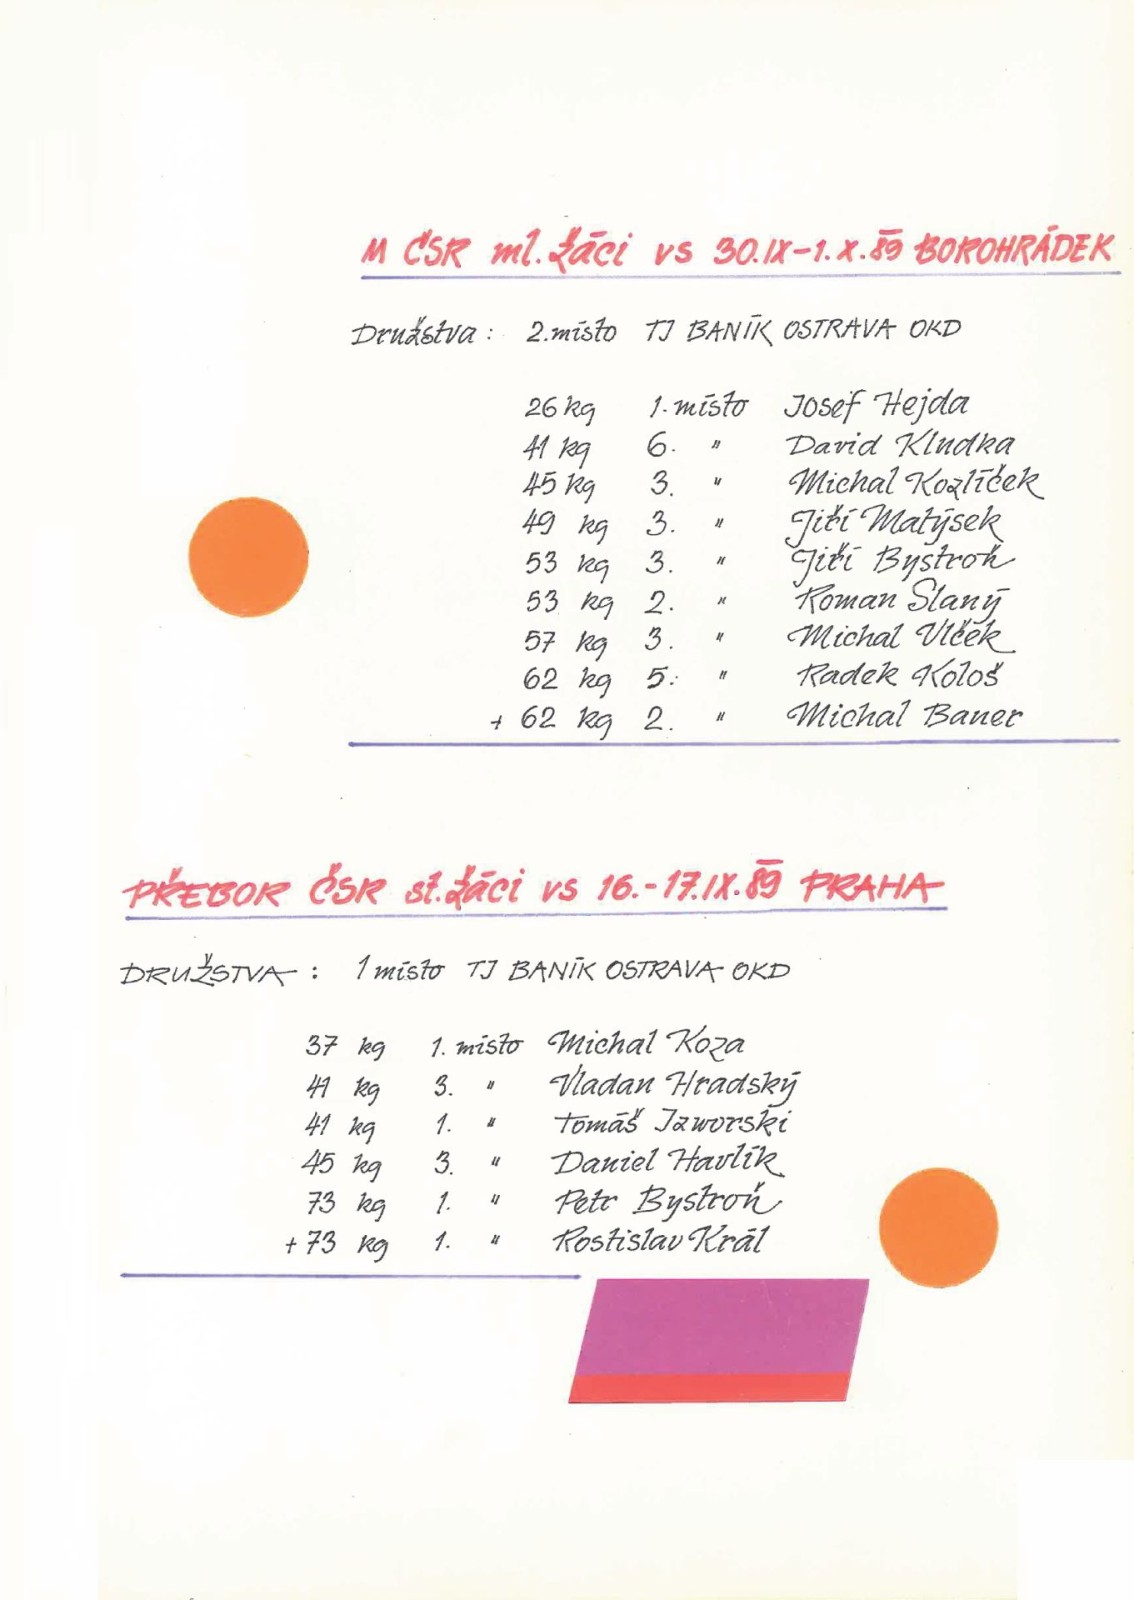 M ČSR ml. žáci vs 30.IX-1.X.89 BOROHRÁDEK
Družstva: 2. místo TJ BANÍK OSTRAVA OKD
26 kg 1. místo Josef Hejda
41 kg 6. " David Kludka
45 kg 3. " Michal Kozlíček
49 kg 3. " Jiří Matýsek
53 kg 3. " Jiří Bystroň
53 kg 2. " Roman Slaný
57 kg 3. " Michal Vlček
62 kg 5. " Radek Kološ
+ 62 kg 2. " Michal Bauer
PŘEBOR ČSR st. žáci vs 16.-17.IX.89 PRAHA
DRUŽSTVA: 1 místo TJ BANÍK OSTRAVA OKD
37 kg 1. místo Michal Koza
41 kg 3. " Vladan Hradský
41 kg 1. " Tomáš Jaworski
45 kg 3. " Daniel Havlík
73 kg 1. " Petr Bystroň
+ 73 kg 1. " Rostislav Král